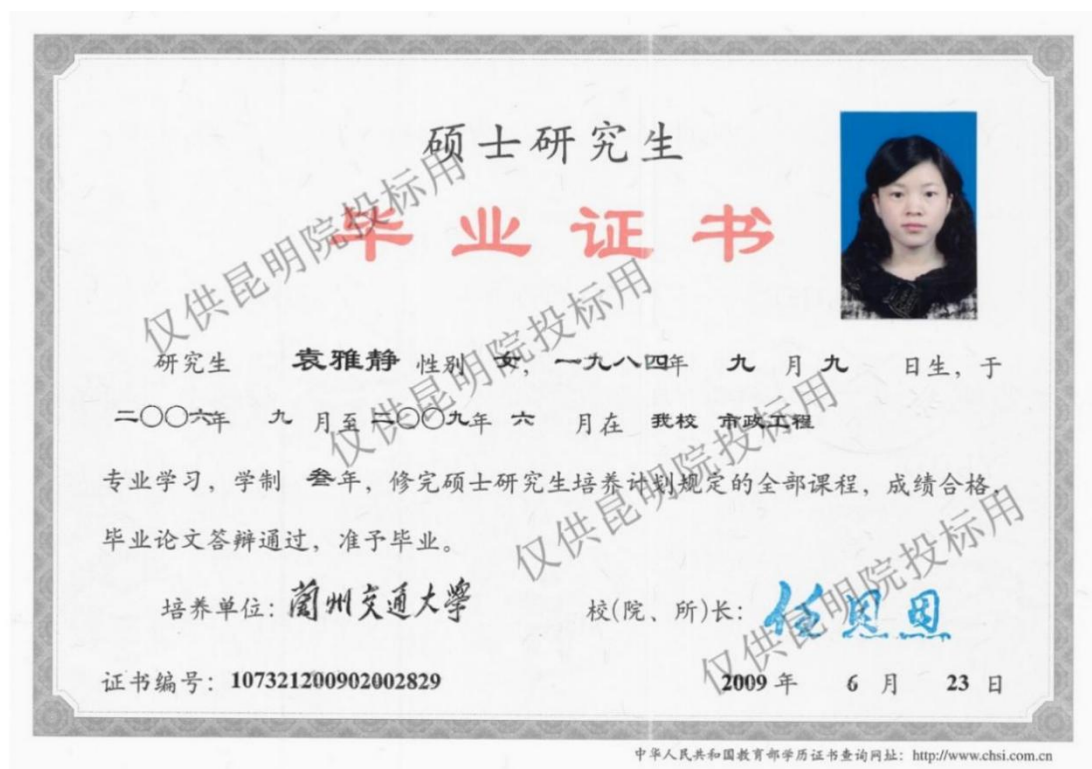 硕士研究生
毕业证书
研究生 袁雅静 性别 女, 一九八四年 九 月 九 日生，于
二〇〇六年 九 月至 二〇〇九年 六 月在 我校 市政工程
专业学习，学制 叁年，修完硕士研究生培养计划规定的全部课程，成绩合格，
毕业论文答辩通过，准予毕业。
培养单位：蘭州交通大學
校(院、所)长：任恩恩
证书编号：107321200902002829
2009 年 6 月 23 日
中华人民共和国教育部学历证书查询网址：http://www.chsi.com.cn
仅供昆明院投标用
仅供昆明院投标用
仅供昆明院投标用
仅供昆明院投标用